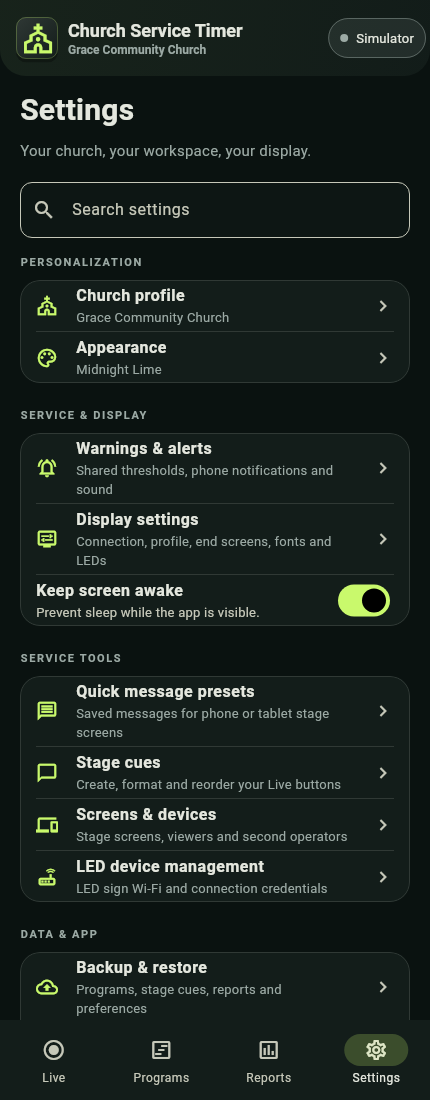 Church Service Timer
Grace Community Church
Simulator
Settings
Your church, your workspace, your display.
Search settings
PERSONALIZATION
Church profile
Grace Community Church
Appearance
Midnight Lime
SERVICE & DISPLAY
Warnings & alerts
Shared thresholds, phone notifications and
sound
Display settings
Connection, profile, end screens, fonts and
LEDs
Keep screen awake
Prevent sleep while the app is visible.
SERVICE TOOLS
Quick message presets
Saved messages for phone or tablet stage
screens
Stage cues
Create, format and reorder your Live buttons
Screens & devices
Stage screens, viewers and second operators
LED device management
LED sign Wi-Fi and connection credentials
DATA & APP
Backup & restore
Programs, stage cues, reports and
preferences
Live
Programs
Reports
Settings